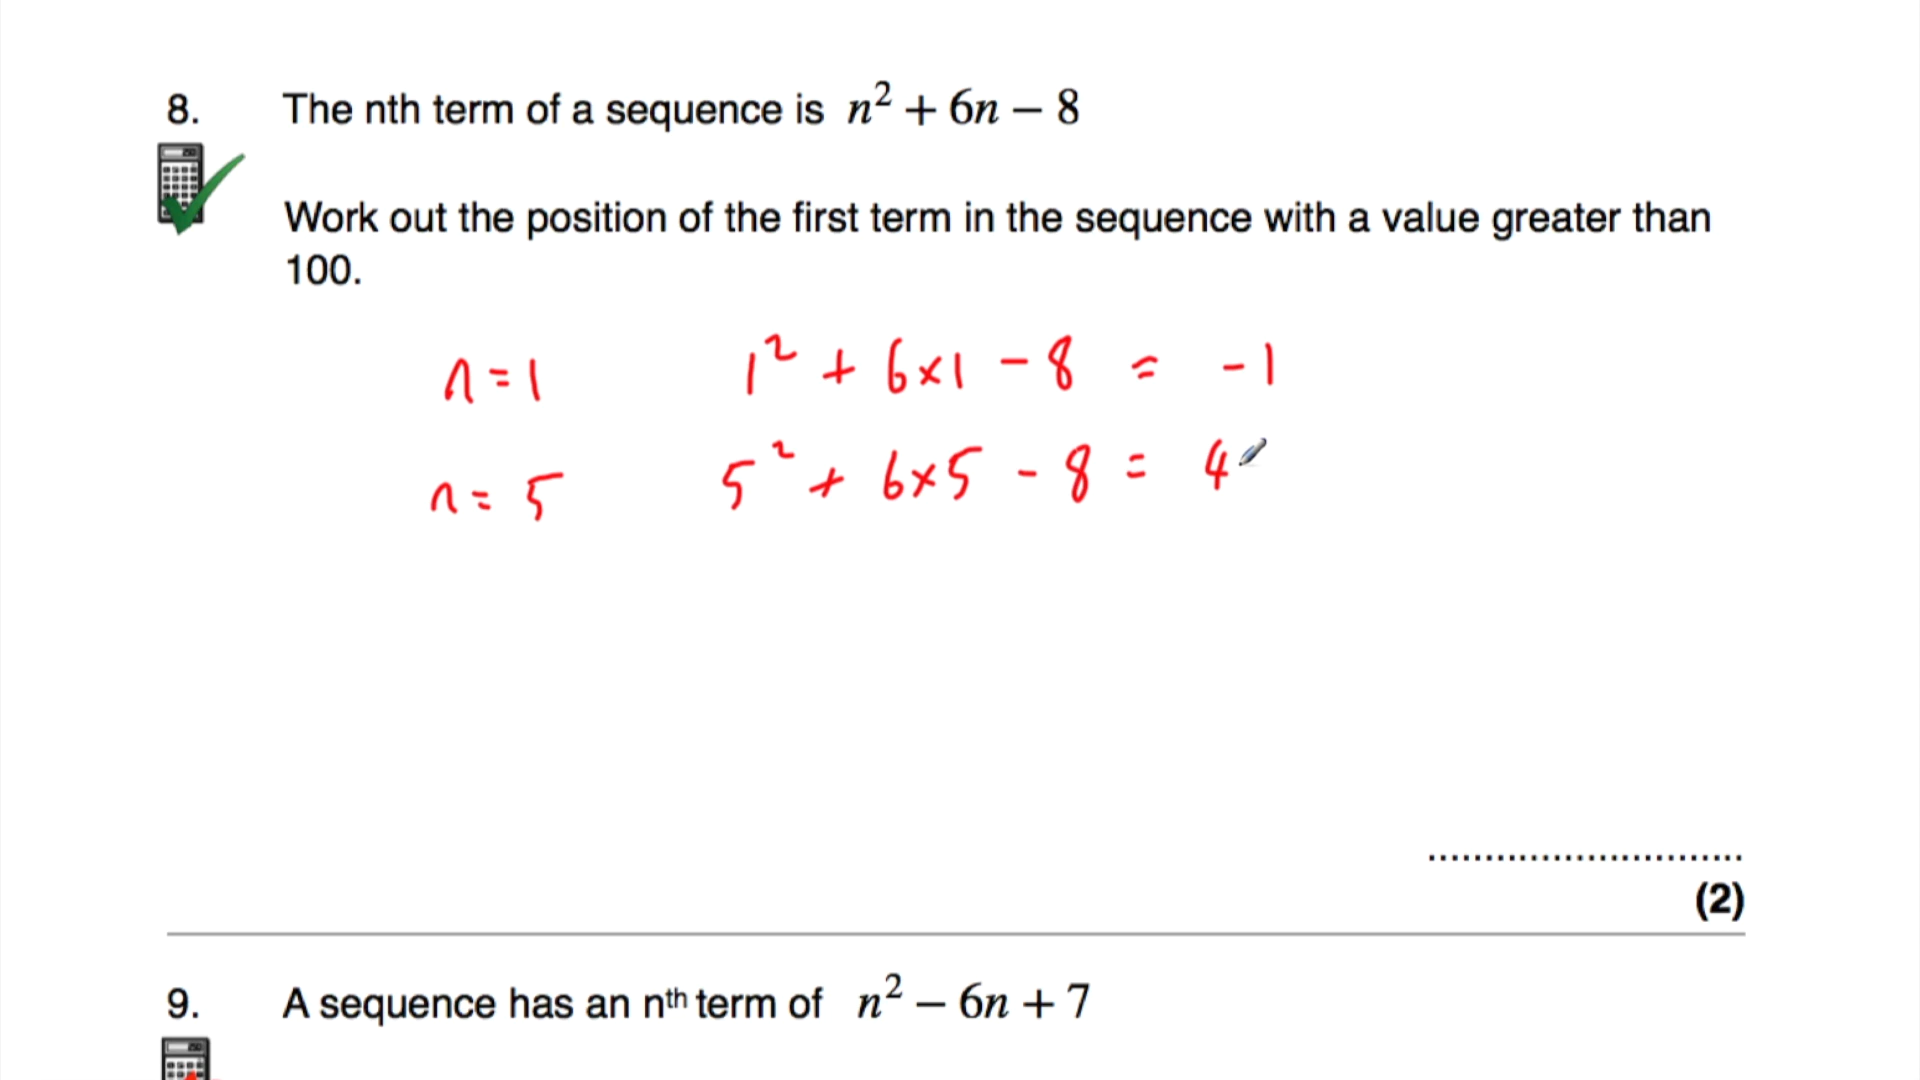 8. The nth term of a sequence is n² + 6n − 8
Work out the position of the first term in the sequence with a value greater than
100.
n = 1 1² + 6×1 − 8 = −1
n = 5 5² + 6×5 − 8 = 4
..............................
(2)
9. A sequence has an nᵗʰ term of n² − 6n + 7